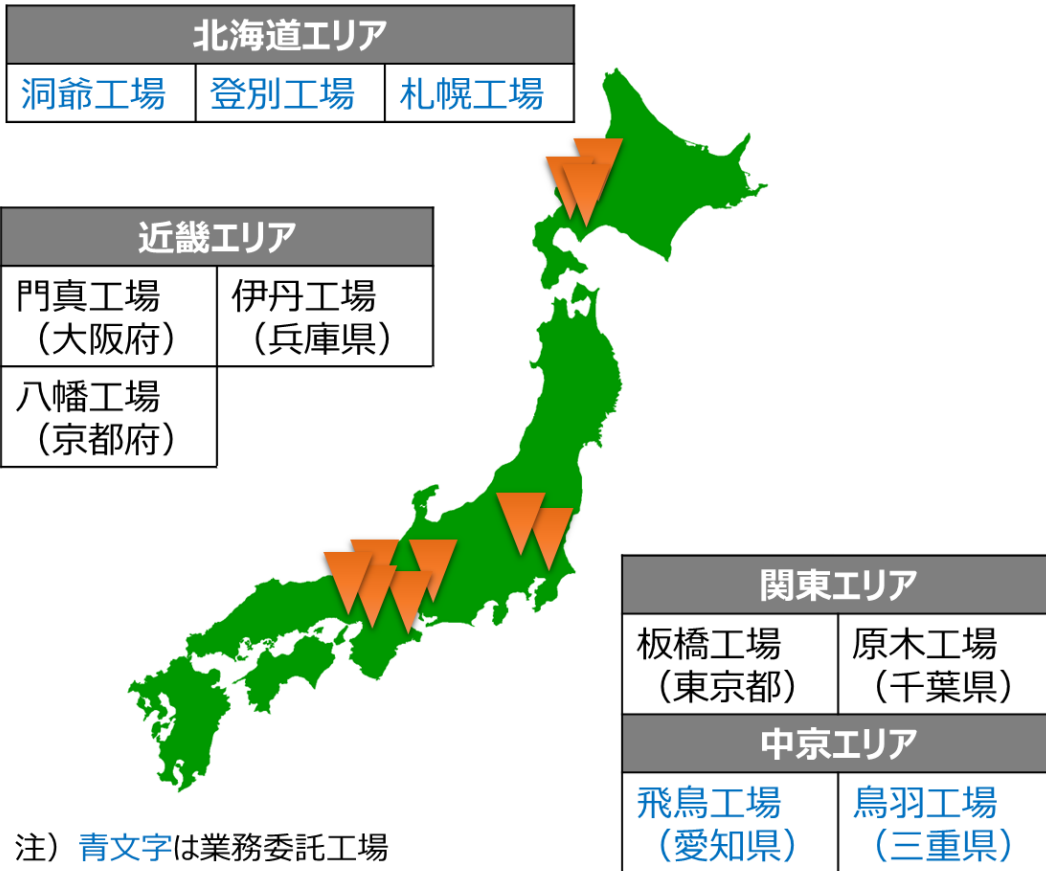 北海道エリア
洞爺工場 登別工場 札幌工場
近畿エリア
門真工場 伊丹工場
（大阪府） （兵庫県）
八幡工場
（京都府）
関東エリア
板橋工場 原木工場
（東京都） （千葉県）
中京エリア
飛鳥工場 鳥羽工場
（愛知県） （三重県）
注）青文字は業務委託工場